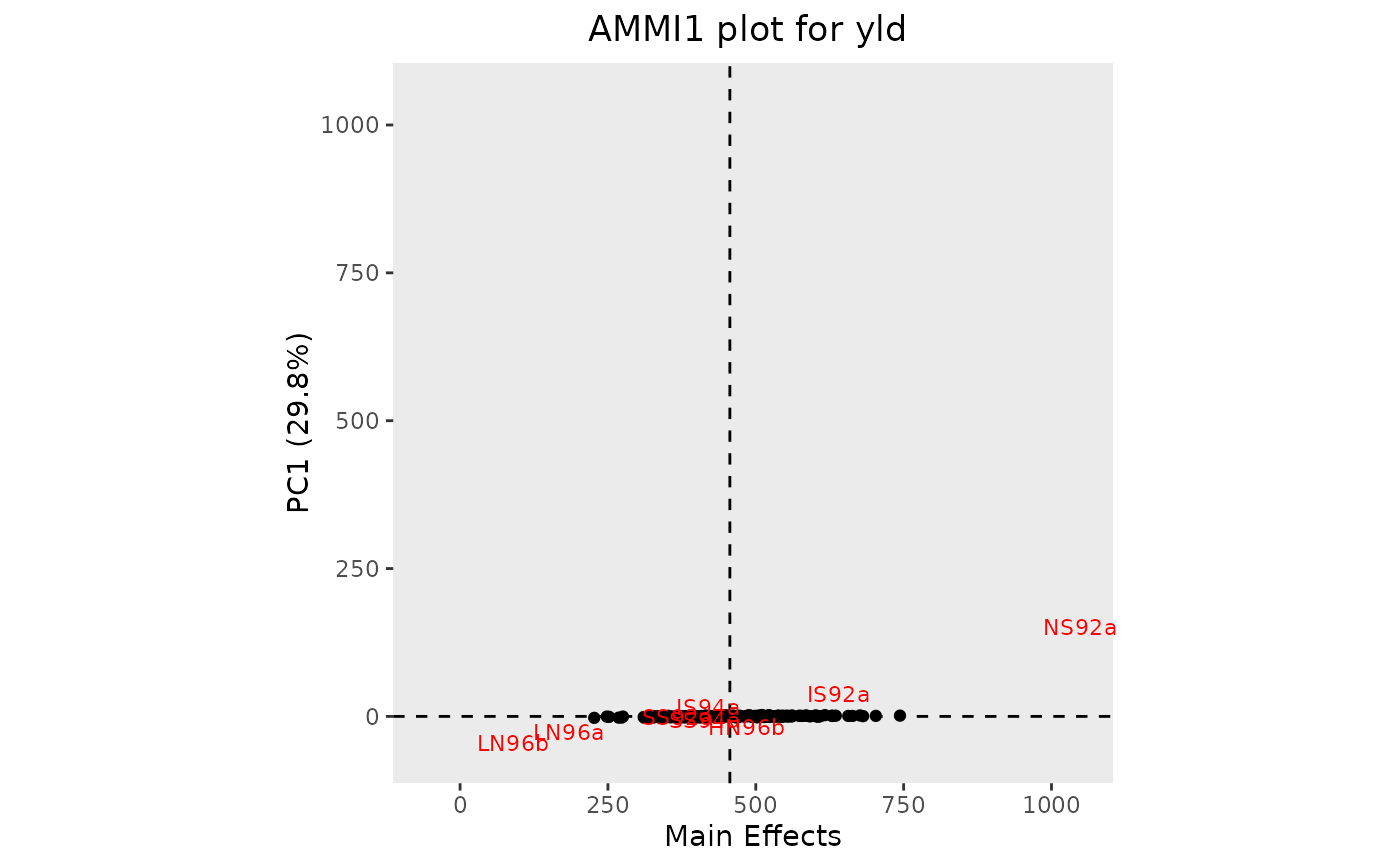 AMMI1 plot for yld
1000
750
500
250
0
PC1 (29.8%)
NS92a
IS92a
IS94a
HN96b
LN96a
LN96b
0
250
500
750
1000
Main Effects